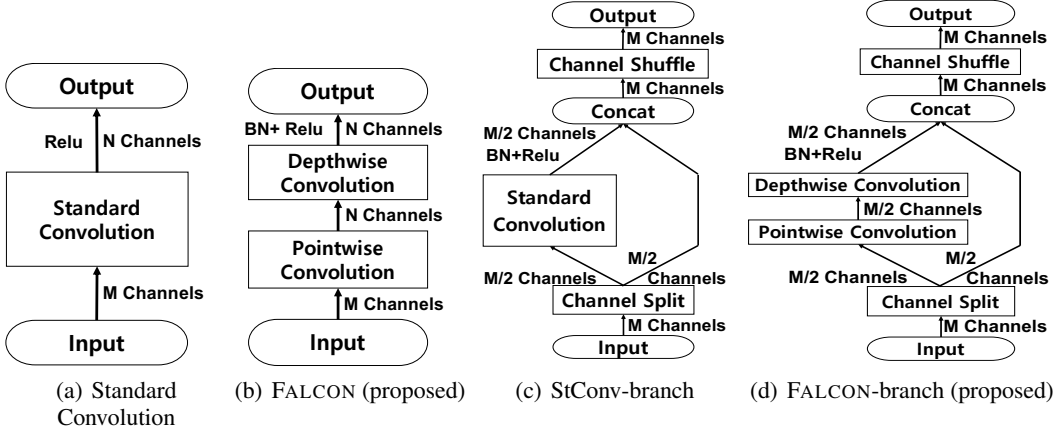 Output
Relu N Channels
Standard
Convolution
M Channels
Input
(a) Standard
Convolution
Output
BN+ Relu N Channels
Depthwise
Convolution
N Channels
Pointwise
Convolution
M Channels
Input
(b) FALCON (proposed)
Output
M Channels
Channel Shuffle
M Channels
Concat
M/2 Channels
BN+Relu
Standard
Convolution
M/2
M/2 Channels Channels
Channel Split
M Channels
Input
(c) StConv-branch
Output
M Channels
Channel Shuffle
M Channels
Concat
M/2 Channels
BN+Relu
Depthwise Convolution
M/2 Channels
Pointwise Convolution
M/2
M/2 Channels Channels
Channel Split
M Channels
Input
(d) FALCON-branch (proposed)